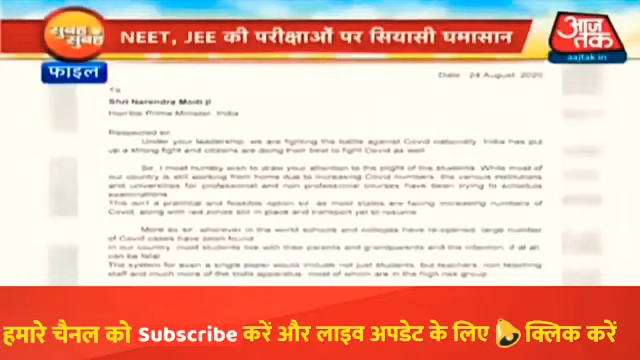 सुबह सुबह
NEET, JEE की परीक्षाओं पर सियासी घमासान
आज तक
aajtak.in
फाइल
Date: 24 August, 2020
To
Shri Narendra Modi ji
Hon'ble Prime Minister, India
Respected sir,
Under your leadership, we are fighting the battle against Covid nationally. India has put
up a strong fight and citizens are doing their best to fight Covid as well.
Sir, I most humbly wish to draw your attention to the plight of the students. While most of
our country is still working from home due to increasing Covid numbers, the various institutions
and universities for professional and non professional courses have been trying to schedule
examinations.
This isn't a practical and feasible option sir, as most states are facing increasing numbers of
Covid, along with red zones still in place and transport yet to resume.
More so sir, wherever in the world schools and colleges have re-opened, large number
of Covid cases have been found.
In our country, most students live with their parents and grandparents and the infection, if at all,
can be fatal.
The system for even a single paper would include not just students, but teachers, non teaching
staff and much more of the state apparatus, most of whom are in the high risk group.
हमारे चैनल को Subscribe करें और लाइव अपडेट के लिए क्लिक करें